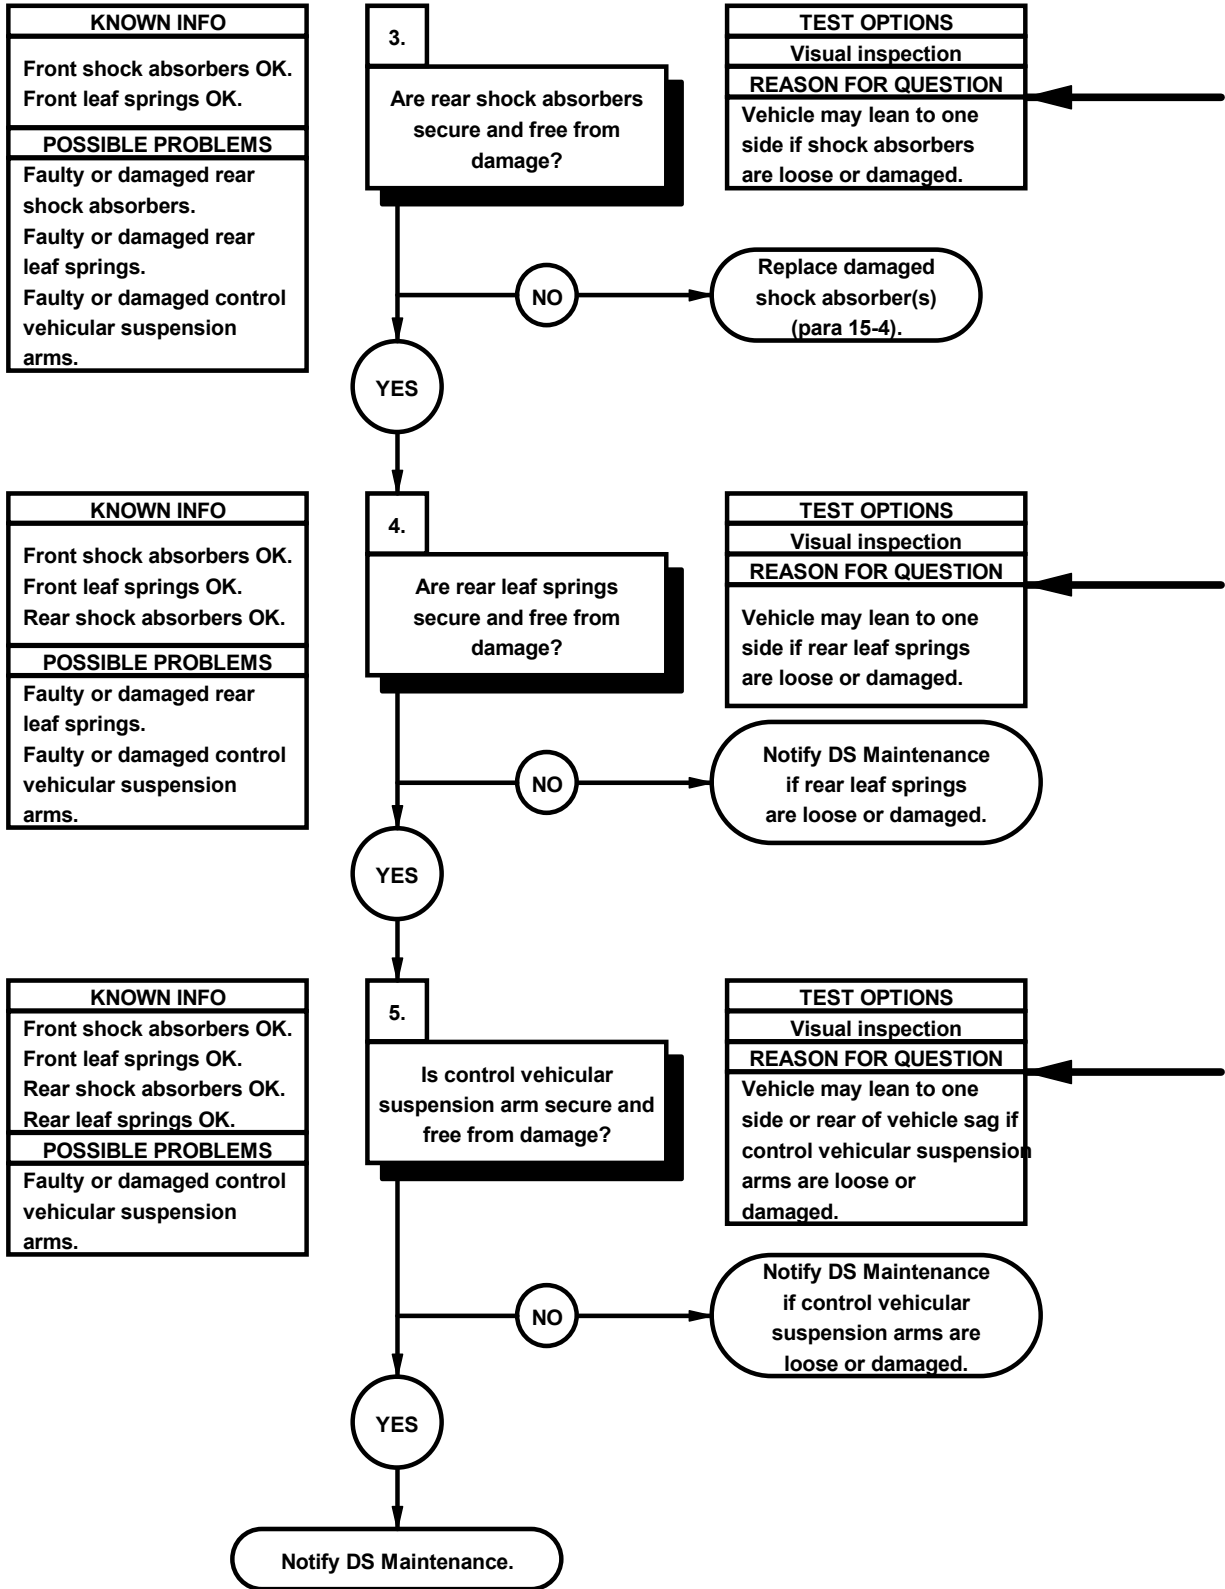 KNOWN INFO
Front shock absorbers OK.
Front leaf springs OK.
POSSIBLE PROBLEMS
Faulty or damaged rear
shock absorbers.
Faulty or damaged rear
leaf springs.
Faulty or damaged control
vehicular suspension
arms.
3.
Are rear shock absorbers
secure and free from
damage?
TEST OPTIONS
Visual inspection
REASON FOR QUESTION
Vehicle may lean to one
side if shock absorbers
are loose or damaged.
NO
Replace damaged
shock absorber(s)
(para 15-4).
YES
KNOWN INFO
Front shock absorbers OK.
Front leaf springs OK.
Rear shock absorbers OK.
POSSIBLE PROBLEMS
Faulty or damaged rear
leaf springs.
Faulty or damaged control
vehicular suspension
arms.
4.
Are rear leaf springs
secure and free from
damage?
TEST OPTIONS
Visual inspection
REASON FOR QUESTION
Vehicle may lean to one
side if rear leaf springs
are loose or damaged.
NO
Notify DS Maintenance
if rear leaf springs
are loose or damaged.
YES
KNOWN INFO
Front shock absorbers OK.
Front leaf springs OK.
Rear shock absorbers OK.
Rear leaf springs OK.
POSSIBLE PROBLEMS
Faulty or damaged control
vehicular suspension
arms.
5.
Is control vehicular
suspension arm secure and
free from damage?
TEST OPTIONS
Visual inspection
REASON FOR QUESTION
Vehicle may lean to one
side or rear of vehicle sag if
control vehicular suspension
arms are loose or
damaged.
NO
Notify DS Maintenance
if control vehicular
suspension arms are
loose or damaged.
YES
Notify DS Maintenance.